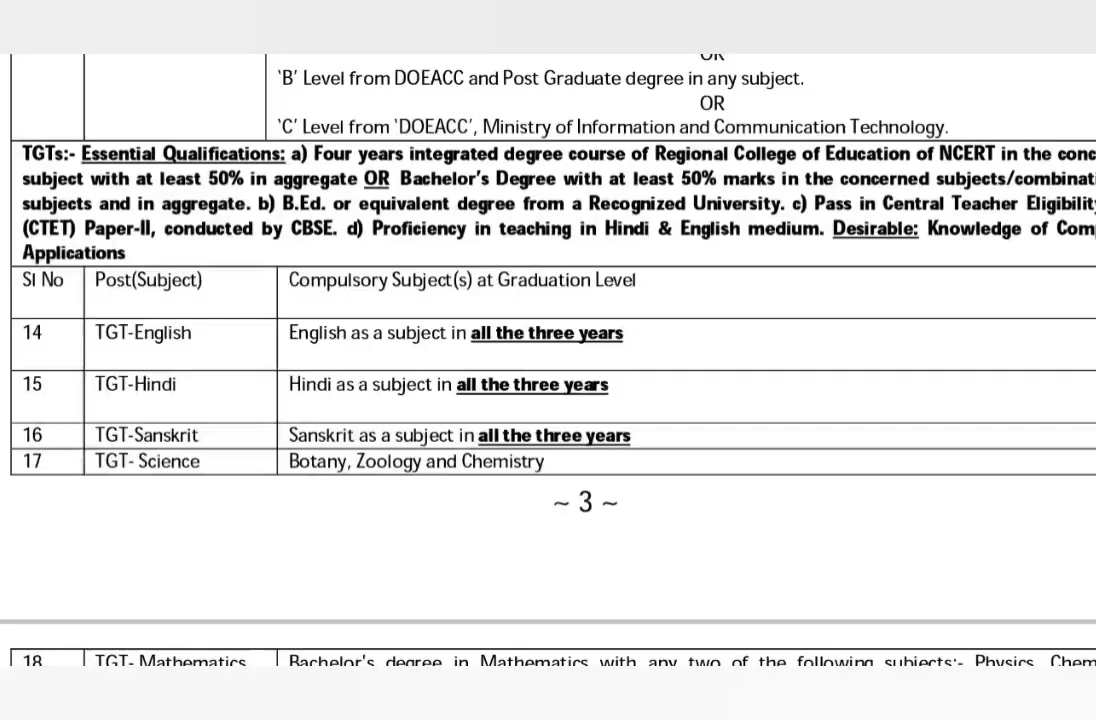 OR
'B' Level from DOEACC and Post Graduate degree in any subject.
OR
'C' Level from 'DOEACC', Ministry of Information and Communication Technology.
TGTs:- Essential Qualifications: a) Four years integrated degree course of Regional College of Education of NCERT in the conc
subject with at least 50% in aggregate OR Bachelor's Degree with at least 50% marks in the concerned subjects/combinati
subjects and in aggregate. b) B.Ed. or equivalent degree from a Recognized University. c) Pass in Central Teacher Eligibility
(CTET) Paper-II, conducted by CBSE. d) Proficiency in teaching in Hindi & English medium. Desirable: Knowledge of Comp
Applications
Sl No Post(Subject) Compulsory Subject(s) at Graduation Level
14 TGT-English English as a subject in all the three years
15 TGT-Hindi Hindi as a subject in all the three years
16 TGT-Sanskrit Sanskrit as a subject in all the three years
17 TGT- Science Botany, Zoology and Chemistry
~ 3 ~
18 TGT- Mathematics Bachelor's degree in Mathematics with any two of the following subjects:- Physics, Chem